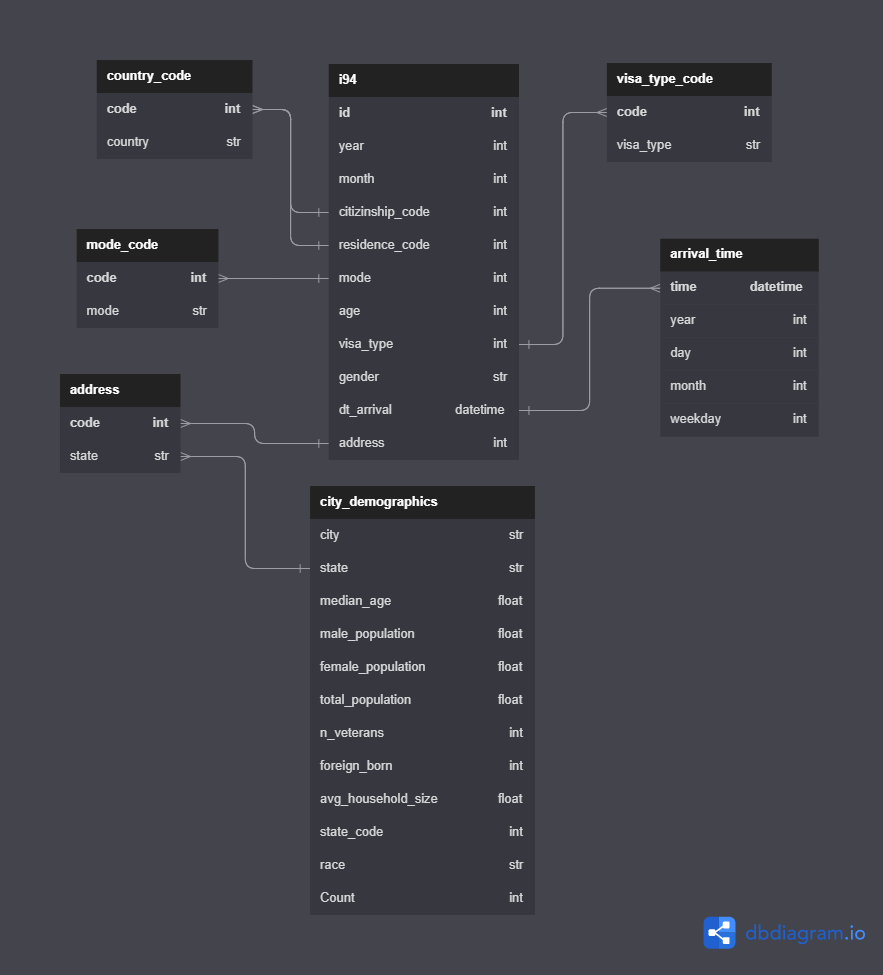 country_code
code int
country str
i94
id int
year int
month int
citizinship_code int
residence_code int
mode int
age int
visa_type int
gender str
dt_arrival datetime
address int
visa_type_code
code int
visa_type str
mode_code
code int
mode str
arrival_time
time datetime
year int
day int
month int
weekday int
address
code int
state str
city_demographics
city str
state str
median_age float
male_population float
female_population float
total_population float
n_veterans int
foreign_born int
avg_household_size float
state_code int
race str
Count int
dbdiagram.io